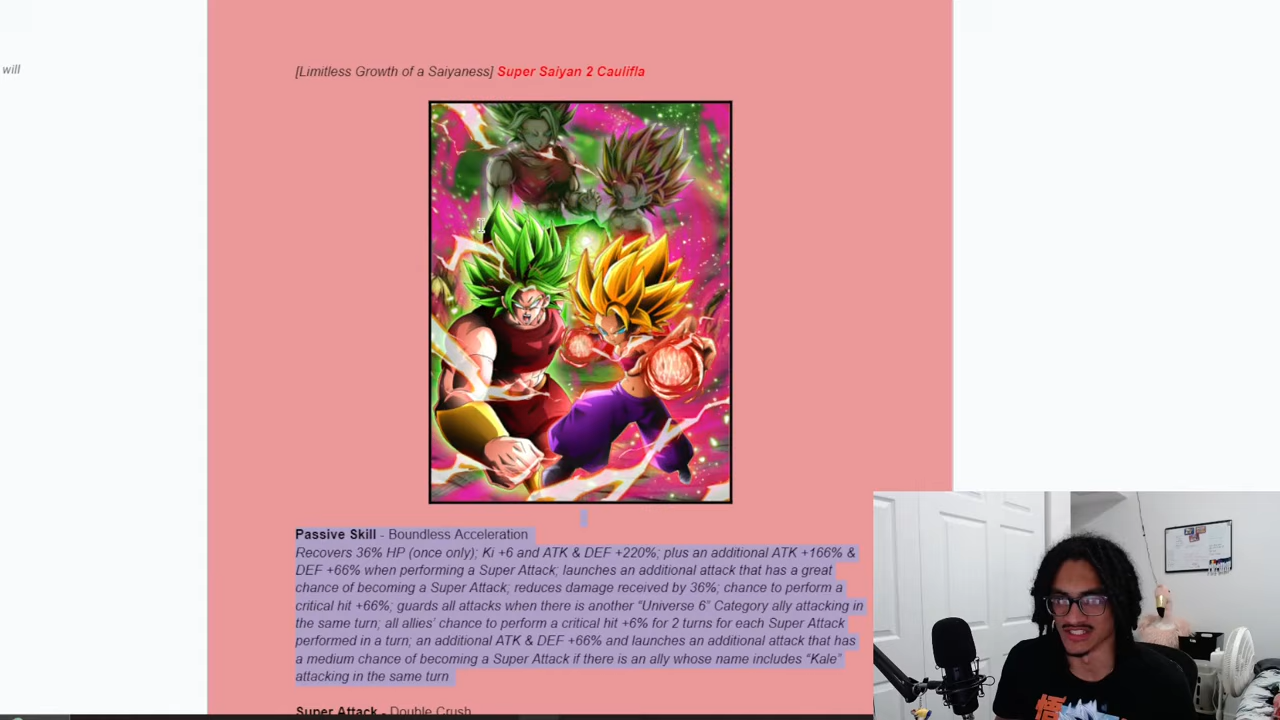 will
[Limitless Growth of a Saiyaness] Super Saiyan 2 Caulifla
Passive Skill - Boundless Acceleration
Recovers 36% HP (once only); Ki +6 and ATK & DEF +220%; plus an additional ATK +166% &
DEF +66% when performing a Super Attack; launches an additional attack that has a great
chance of becoming a Super Attack; reduces damage received by 36%; chance to perform a
critical hit +66%; guards all attacks when there is another “Universe 6” Category ally attacking in
the same turn; all allies’ chance to perform a critical hit +6% for 2 turns for each Super Attack
performed in a turn; an additional ATK & DEF +66% and launches an additional attack that has
a medium chance of becoming a Super Attack if there is an ally whose name includes “Kale”
attacking in the same turn
Super Attack - Double Crush